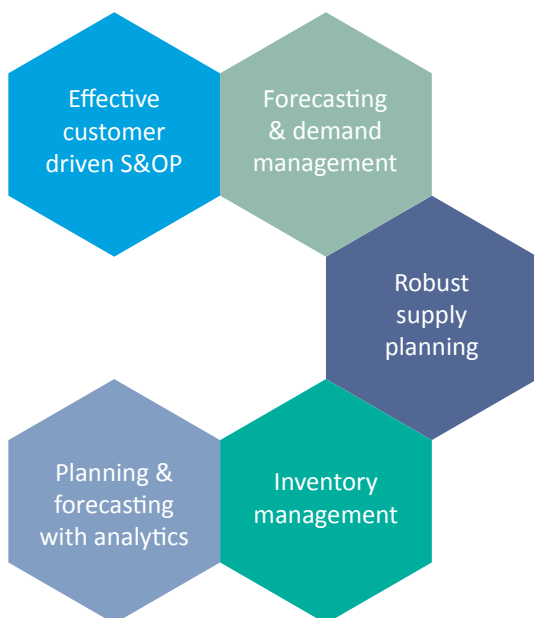 Effective
customer
driven S&OP
Forecasting
& demand
management
Robust
supply
planning
Planning &
forecasting
with analytics
Inventory
management